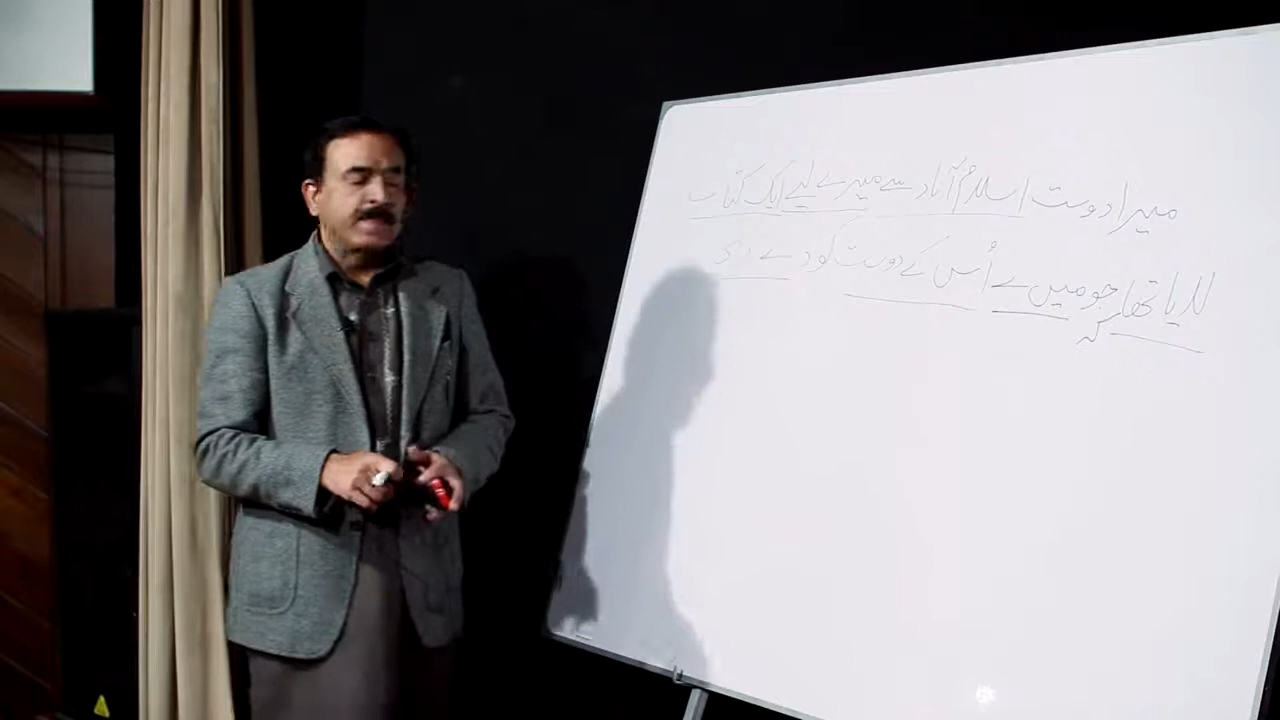 میرا دوست اسلام آباد سے میرے لیے ایک کتاب
لایا تھا جو میں نے اُس کے دوست کو دے دی
کہ